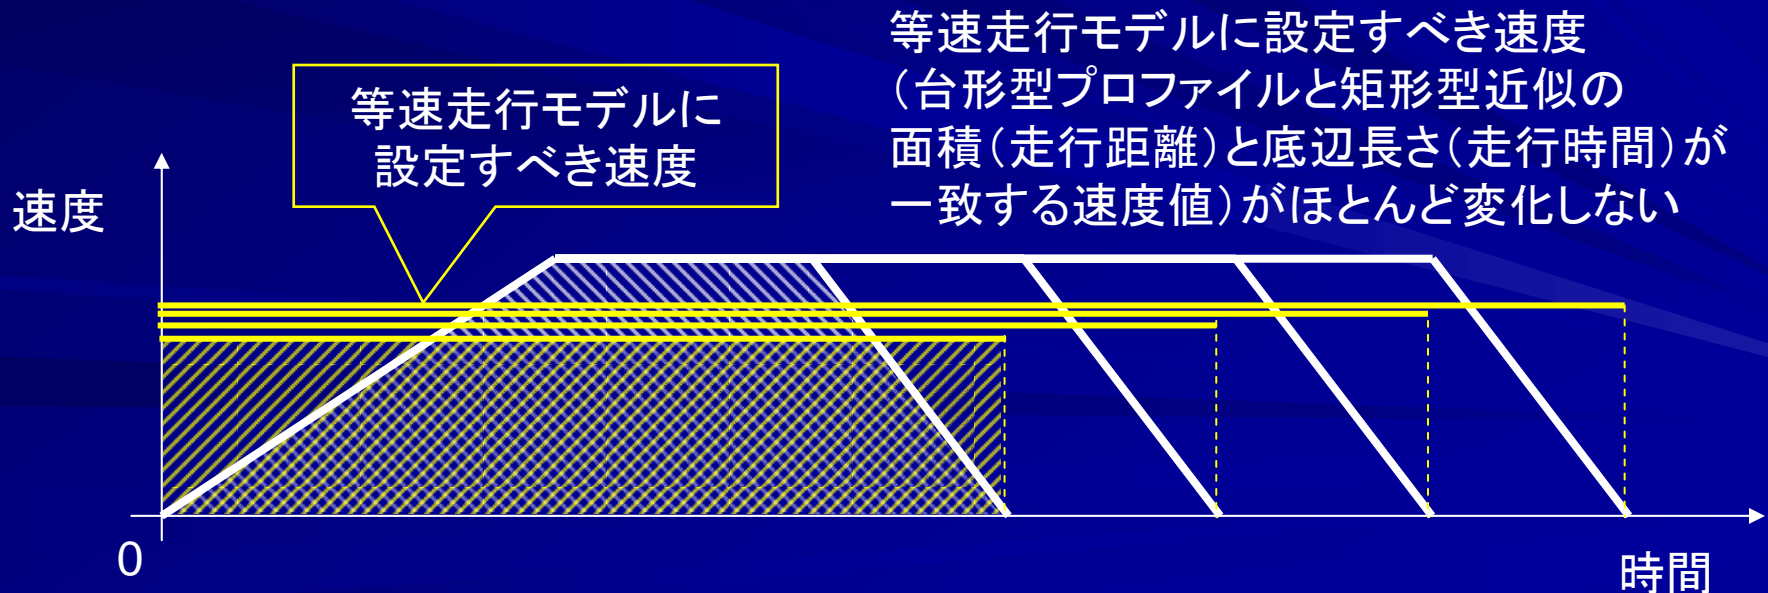 等速走行モデルに設定すべき速度
（台形型プロファイルと矩形型近似の
面積（走行距離）と底辺長さ（走行時間）が
一致する速度値）がほとんど変化しない
等速走行モデルに
設定すべき速度
速度
0
時間